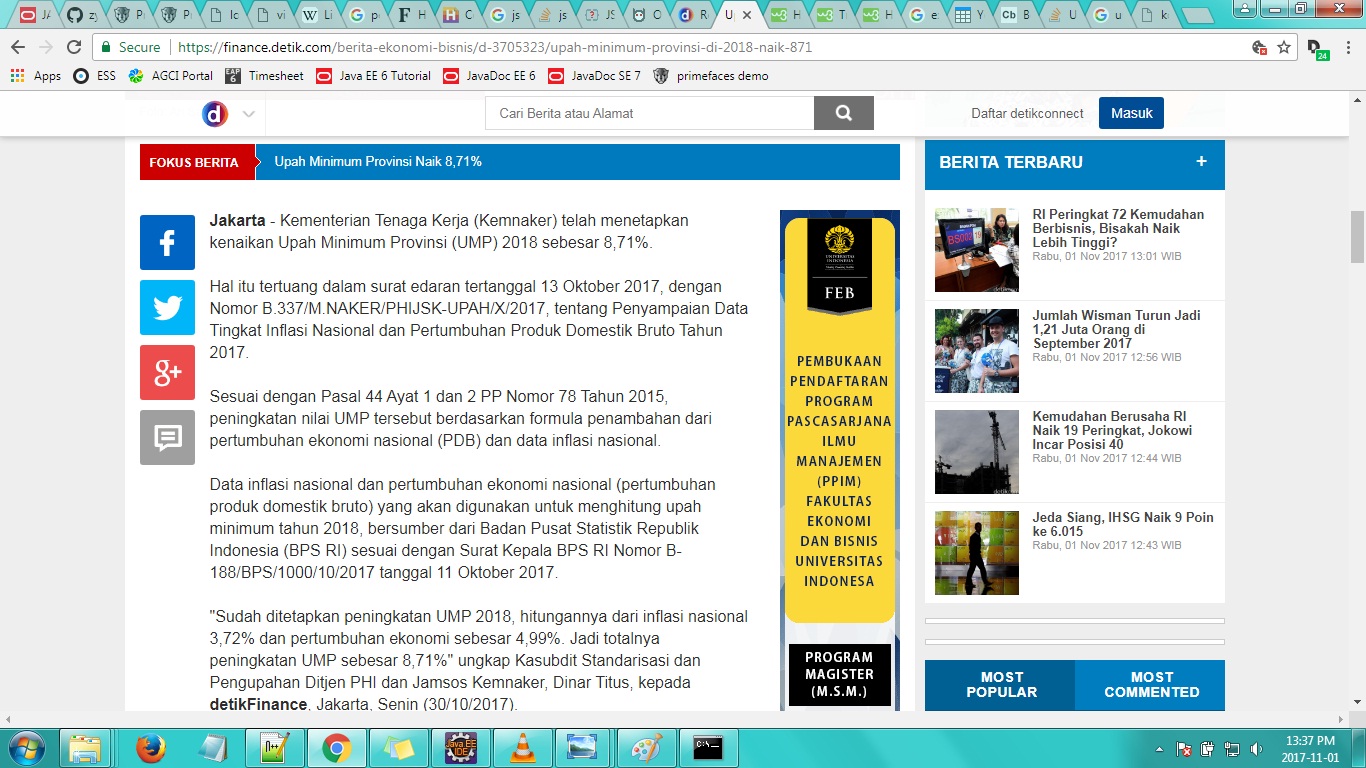 Secure
https://finance.detik.com/berita-ekonomi-bisnis/d-3705323/upah-minimum-provinsi-di-2018-naik-871
24
Apps
ESS
AGCI Portal
Timesheet
Java EE 6 Tutorial
JavaDoc EE 6
JavaDoc SE 7
primefaces demo
Cari Berita atau Alamat
Daftar detikconnect
Masuk
FOKUS BERITA
Upah Minimum Provinsi Naik 8,71%
Jakarta - Kementerian Tenaga Kerja (Kemnaker) telah menetapkan
kenaikan Upah Minimum Provinsi (UMP) 2018 sebesar 8,71%.
Hal itu tertuang dalam surat edaran tertanggal 13 Oktober 2017, dengan
Nomor B.337/M.NAKER/PHIJSK-UPAH/X/2017, tentang Penyampaian Data
Tingkat Inflasi Nasional dan Pertumbuhan Produk Domestik Bruto Tahun
2017.
Sesuai dengan Pasal 44 Ayat 1 dan 2 PP Nomor 78 Tahun 2015,
peningkatan nilai UMP tersebut berdasarkan formula penambahan dari
pertumbuhan ekonomi nasional (PDB) dan data inflasi nasional.
Data inflasi nasional dan pertumbuhan ekonomi nasional (pertumbuhan
produk domestik bruto) yang akan digunakan untuk menghitung upah
minimum tahun 2018, bersumber dari Badan Pusat Statistik Republik
Indonesia (BPS RI) sesuai dengan Surat Kepala BPS RI Nomor B-
188/BPS/1000/10/2017 tanggal 11 Oktober 2017.
"Sudah ditetapkan peningkatan UMP 2018, hitungannya dari inflasi nasional
3,72% dan pertumbuhan ekonomi sebesar 4,99%. Jadi totalnya
peningkatan UMP sebesar 8,71%" ungkap Kasubdit Standarisasi dan
Pengupahan Ditjen PHI dan Jamsos Kemnaker, Dinar Titus, kepada
detikFinance, Jakarta, Senin (30/10/2017).
UNIVERSITAS
INDONESIA
FEB
PEMBUKAAN
PENDAFTARAN
PROGRAM
PASCASARJANA
ILMU
MANAJEMEN
(PPIM)
FAKULTAS
EKONOMI
DAN BISNIS
UNIVERSITAS
INDONESA
PROGRAM
MAGISTER
(M.S.M.)
BERITA TERBARU +
RI Peringkat 72 Kemudahan
Berbisnis, Bisakah Naik
Lebih Tinggi?
Rabu, 01 Nov 2017 13:01 WIB
Jumlah Wisman Turun Jadi
1,21 Juta Orang di
September 2017
Rabu, 01 Nov 2017 12:56 WIB
Kemudahan Berusaha RI
Naik 19 Peringkat, Jokowi
Incar Posisi 40
Rabu, 01 Nov 2017 12:44 WIB
Jeda Siang, IHSG Naik 9 Poin
ke 6.015
Rabu, 01 Nov 2017 12:43 WIB
MOST
POPULAR
MOST
COMMENTED
13:37 PM
2017-11-01